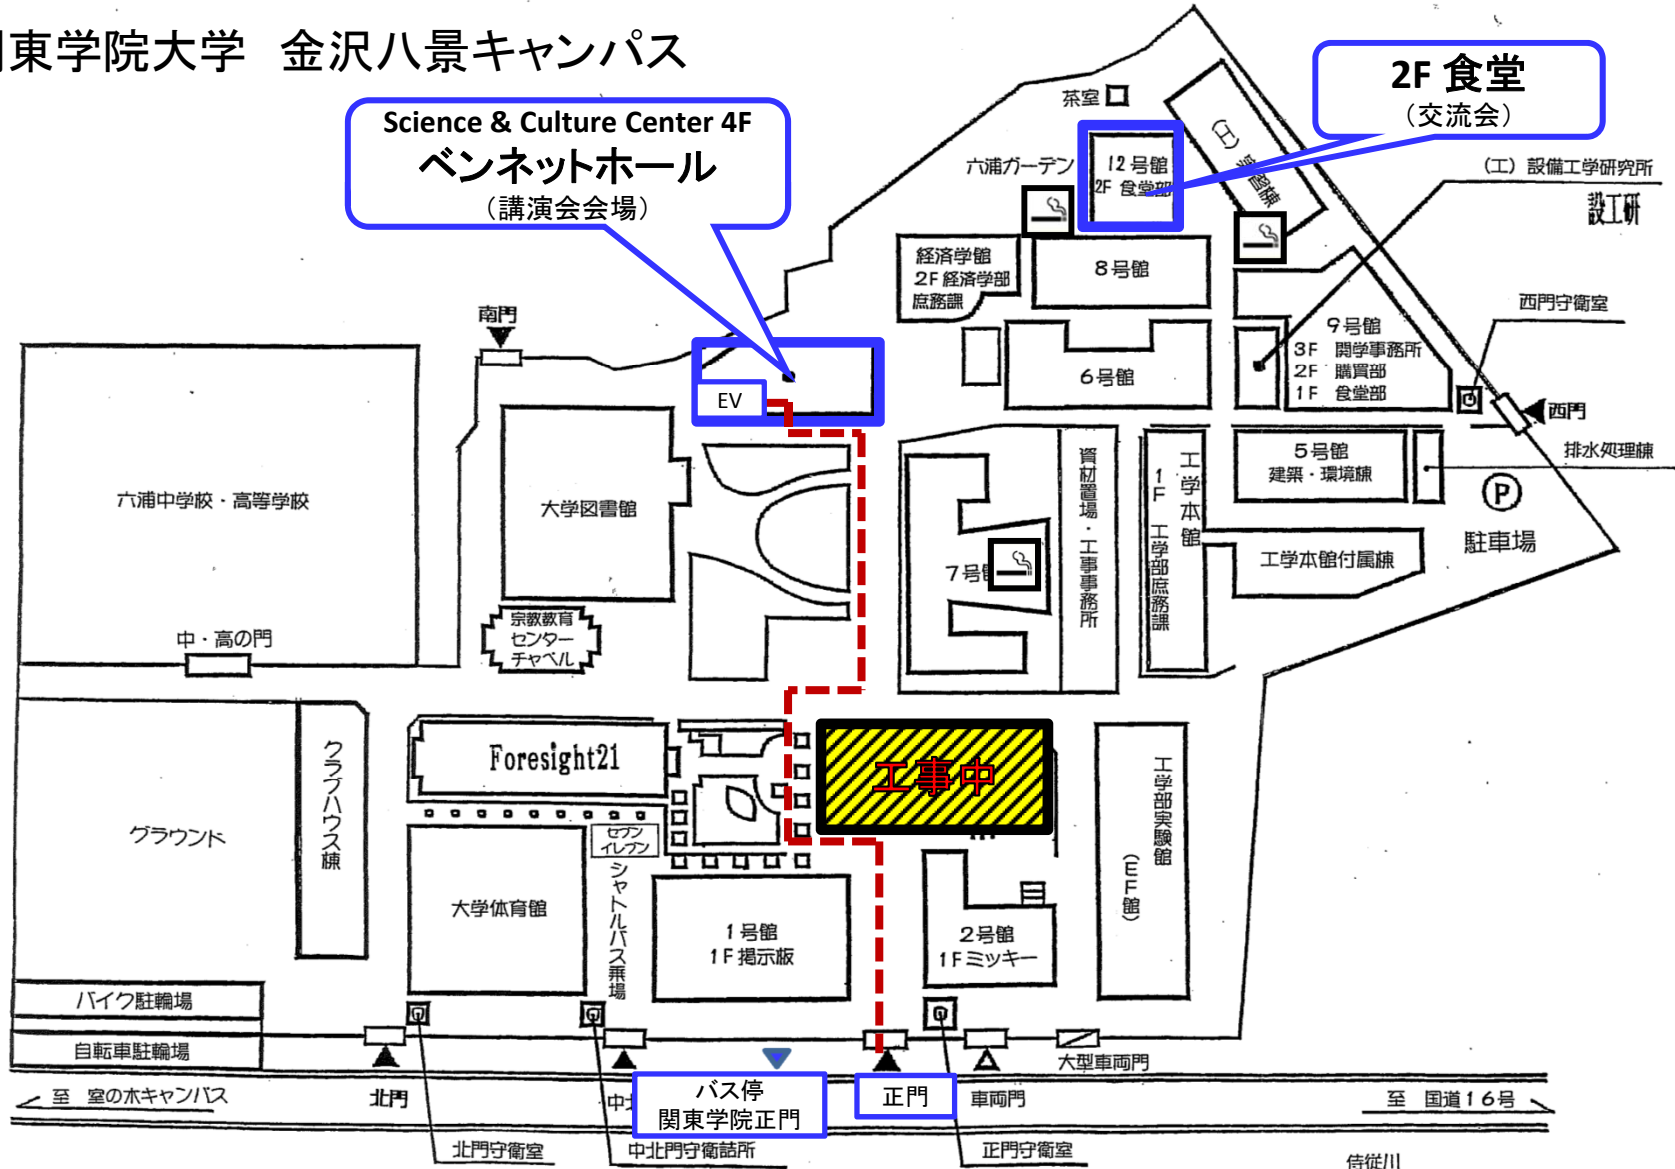 関東学院大学 金沢八景キャンパス
Science & Culture Center 4F
ベンネットホール
（講演会会場）
2F 食堂
（交流会）
茶室
六浦ガーデン
12号館
2F 食堂部
（工）学習棟
（工）設備工学研究所
設工研
経済学館
2F 経済学部
庶務課
8号館
西門守衛室
南門
9号館
3F 関学事務所
2F 購買部
1F 食堂部
6号館
EV
西門
5号館
建築・環境棟
排水処理棟
P
駐車場
六浦中学校・高等学校
大学図書館
資材置場・工事事務所
工学本館
1F 工学部庶務課
7号館
工学本館付属棟
宗教教育
センター
チャペル
中・高の門
Foresight21
クラブハウス棟
工事中
工学部実験館
（EF館）
グラウンド
セブン
イレブン
シャトルバス乗場
大学体育館
1号館
1F掲示板
2号館
1Fミッキー
バイク駐輪場
自転車駐輪場
大型車両門
至 室の木キャンパス
北門
中北
バス停
関東学院正門
正門
車両門
至 国道16号
北門守衛室
中北門守衛詰所
正門守衛室
侍従川